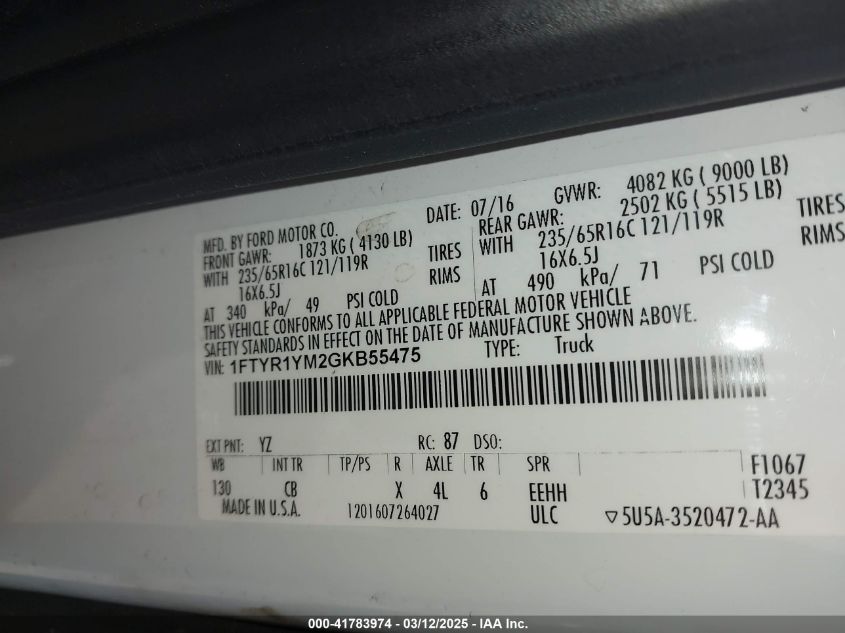 MFD. BY FORD MOTOR CO.
DATE: 07/16 GVWR: 4082 KG ( 9000 LB)
FRONT GAWR: 1873 KG ( 4130 LB) REAR GAWR: 2502 KG ( 5515 LB)
WITH 235/65R16C 121/119R TIRES WITH 235/65R16C 121/119R TIRES
16X6.5J RIMS 16X6.5J RIMS
AT 340 kPa/ 49 PSI COLD AT 490 kPa/ 71 PSI COLD
THIS VEHICLE CONFORMS TO ALL APPLICABLE FEDERAL MOTOR VEHICLE
SAFETY STANDARDS IN EFFECT ON THE DATE OF MANUFACTURE SHOWN ABOVE.
VIN: 1FTYR1YM2GKB55475 TYPE: Truck
EXT PNT: YZ RC: 87 DSO:
WB INT TR TP/PS R AXLE TR SPR F1067
130 CB X 4L 6 EEHH T2345
MADE IN U.S.A. 1201607264027 ULC ▽5U5A-3520472-AA
000-41783974 - 03/12/2025 - IAA Inc.